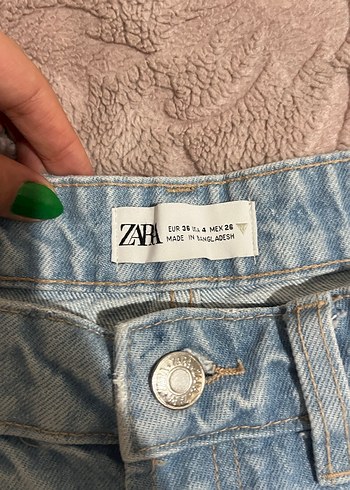 ZARA
EUR 36 USA 4 MEX 26
MADE IN BANGLADESH